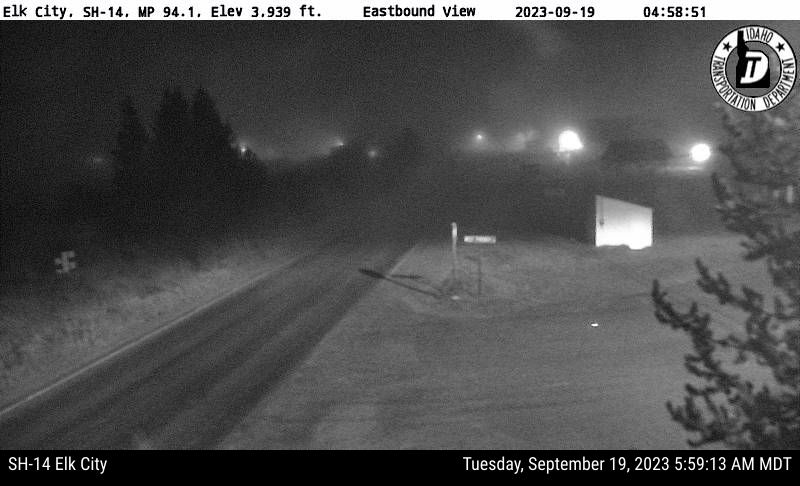 Elk City, SH-14, MP 94.1, Elev 3,939 ft. Eastbound View 2023-09-19 04:58:51
IDAHO
TRANSPORTATION DEPARTMENT
SH-14 Elk City Tuesday, September 19, 2023 5:59:13 AM MDT